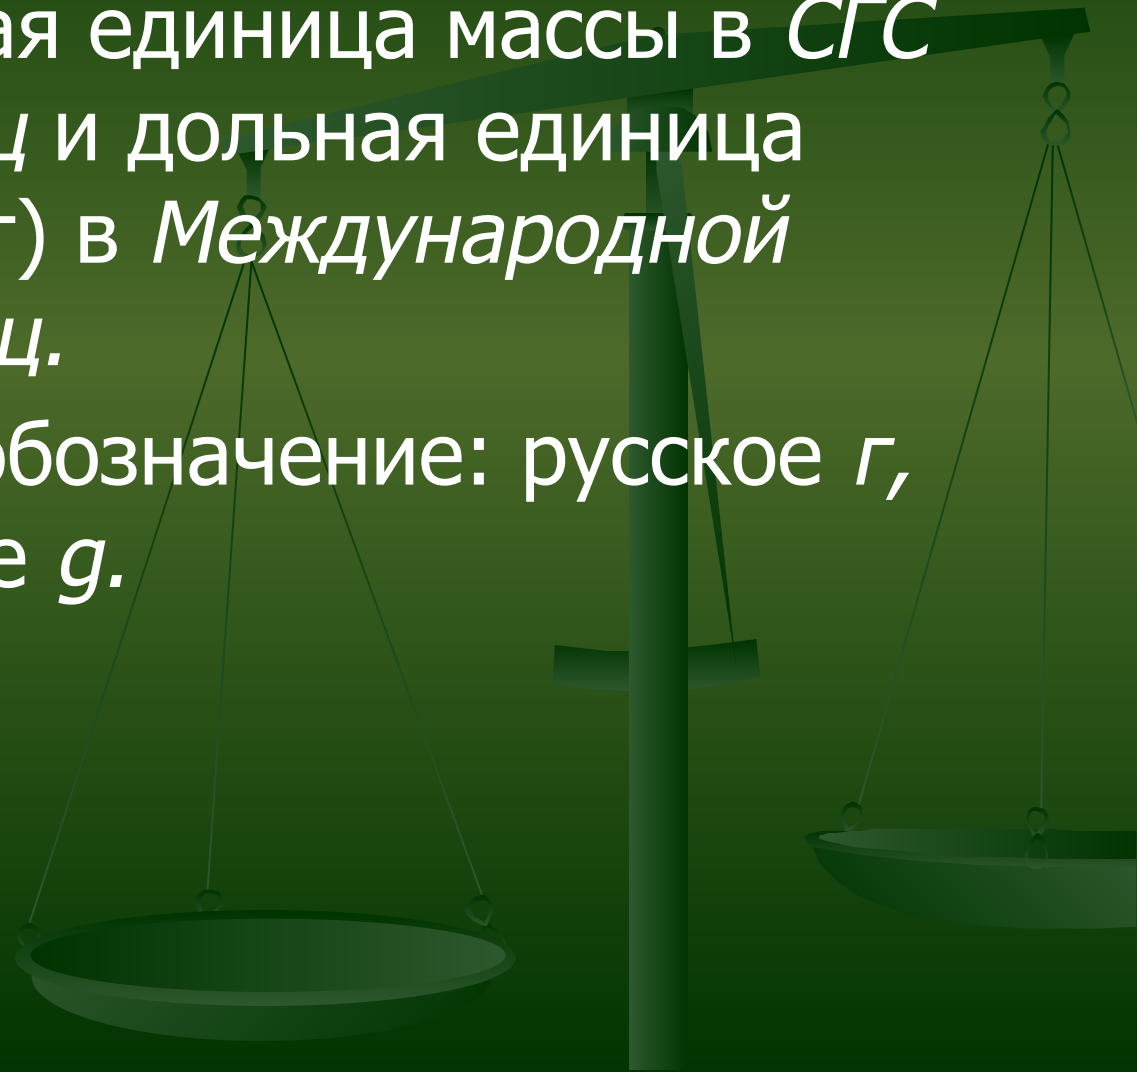 ая единица массы в СГС
ц и дольная единица
г) в Международной
ц.
обозначение: русское г,
е g.